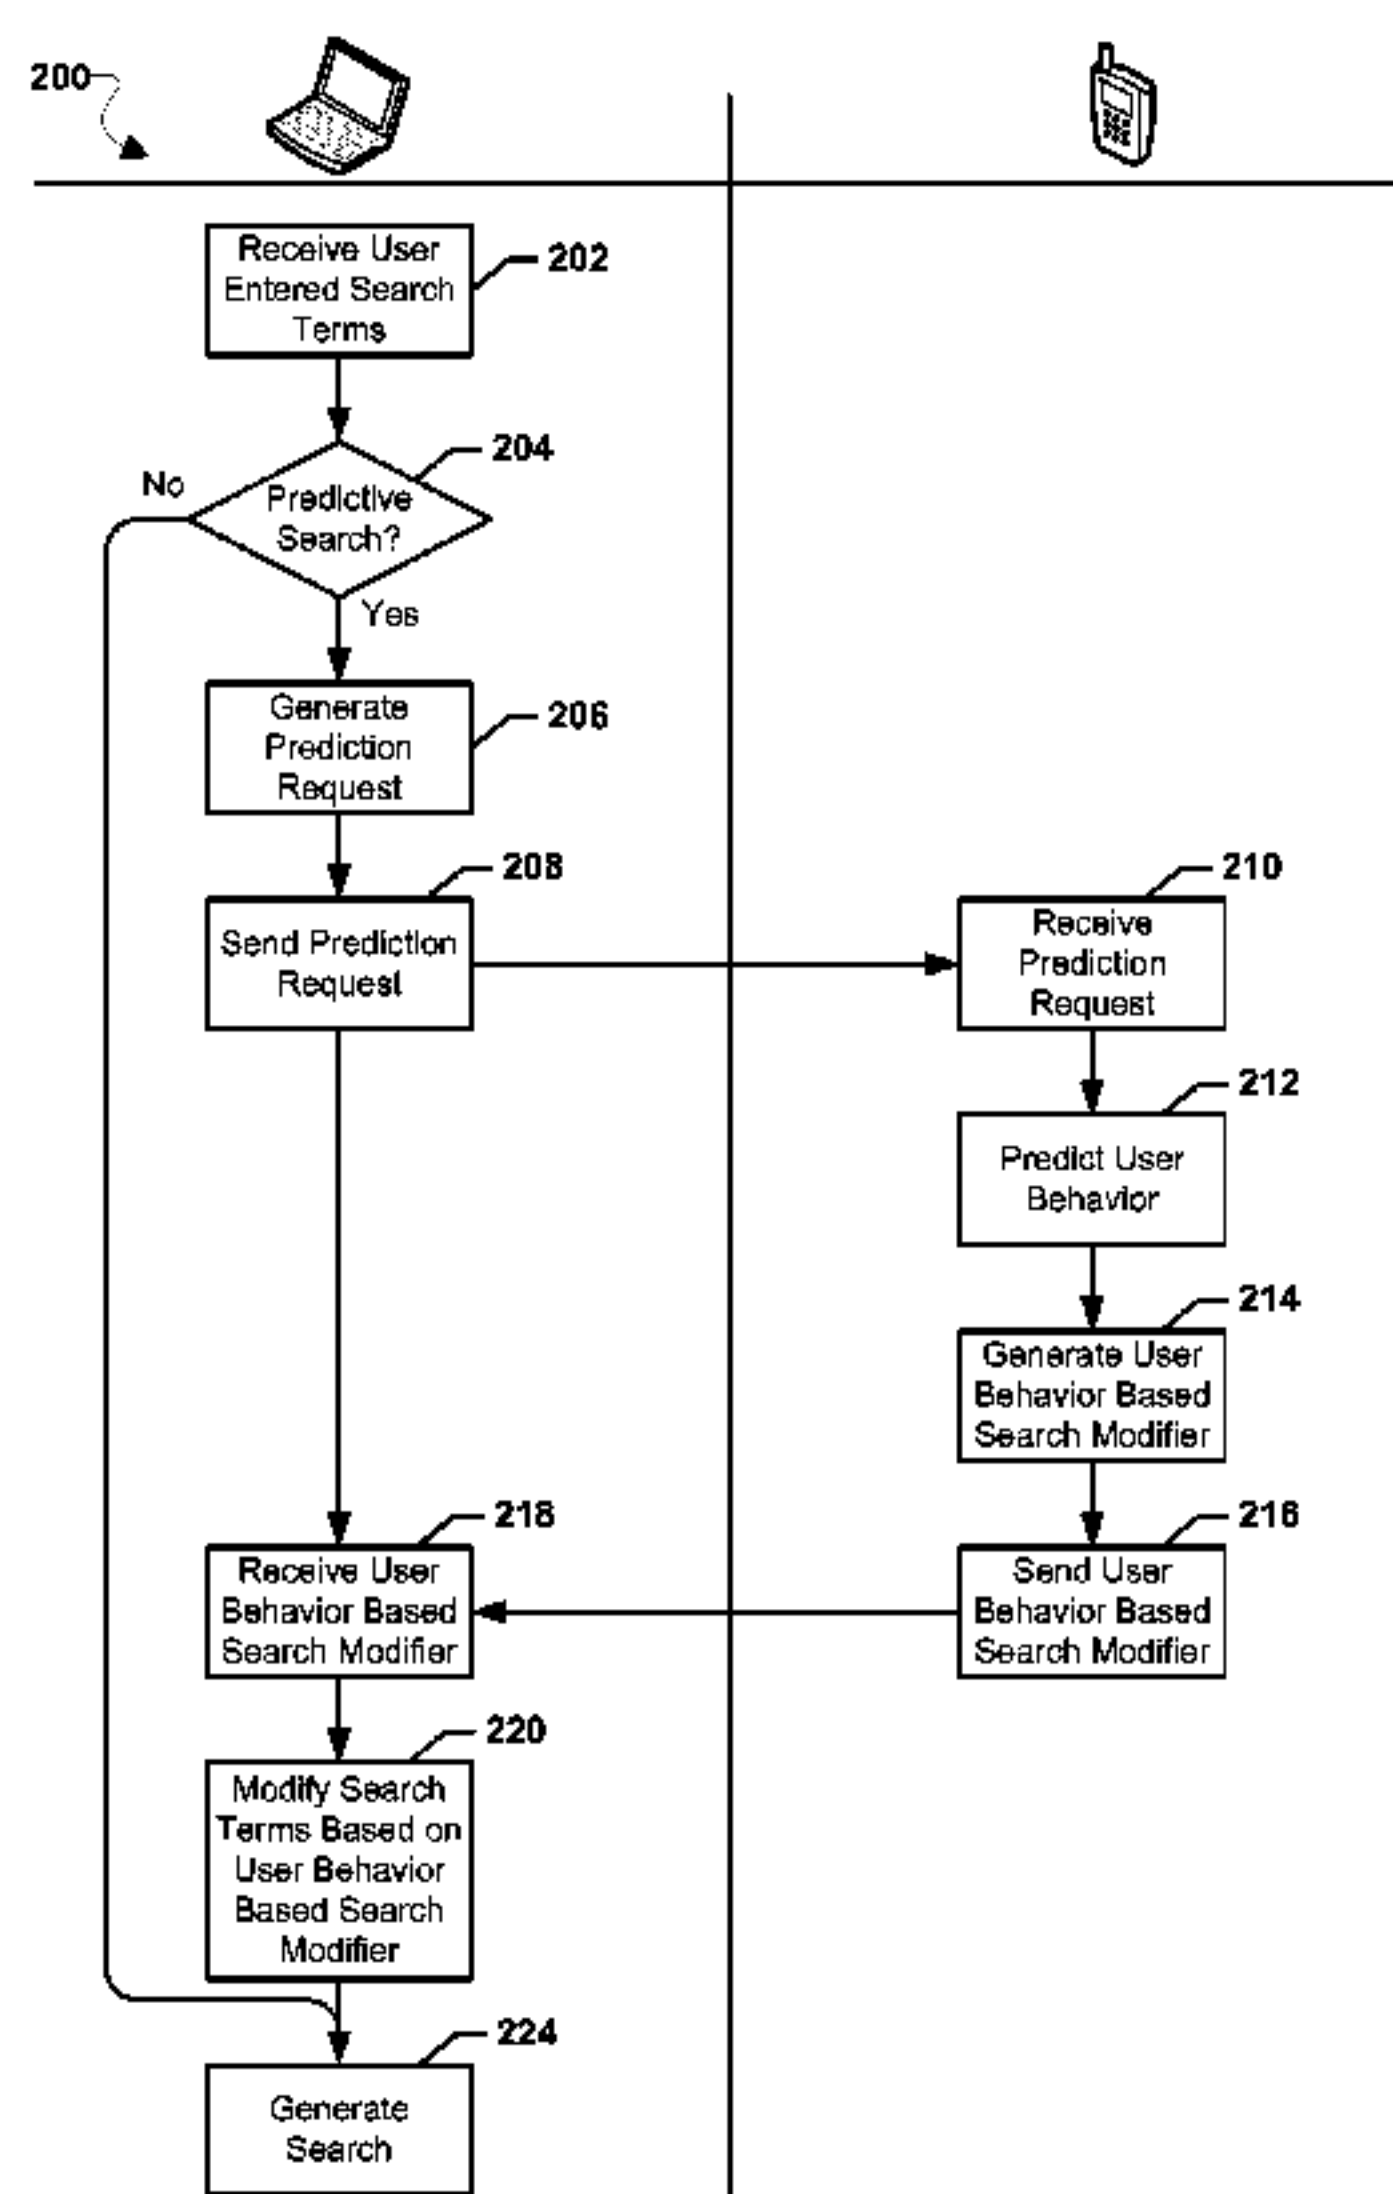 200
Receive User
Entered Search
Terms
202
204
No
Predictive
Search?
Yes
Generate
Prediction
Request
206
208
Send Prediction
Request
210
Receive
Prediction
Request
212
Predict User
Behavior
214
Generate User
Behavior Based
Search Modifier
216
Send User
Behavior Based
Search Modifier
218
Receive User
Behavior Based
Search Modifier
220
Modify Search
Terms Based on
User Behavior
Based Search
Modifier
224
Generate
Search